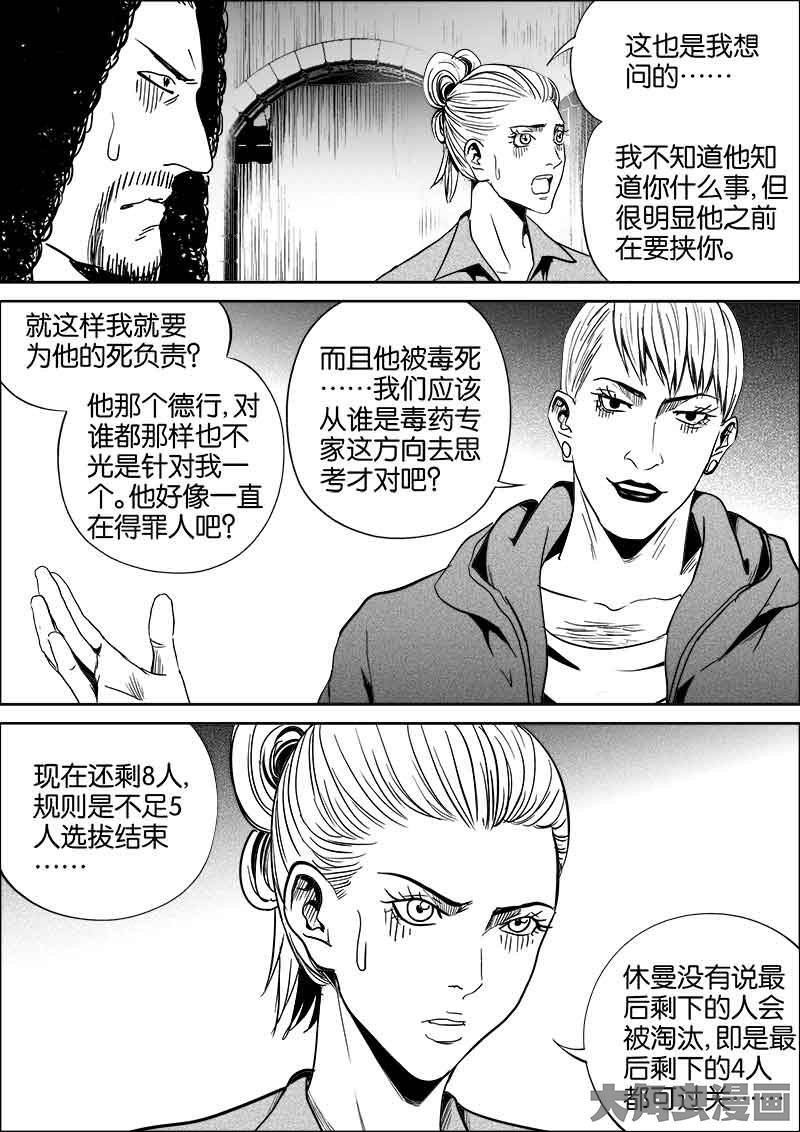 这也是我想
问的……
我不知道他知
道你什么事,但
很明显他之前
在要挟你。
就这样我就要
为他的死负责?
他那个德行,对
谁都那样也不
光是针对我一
个。他好像一直
在得罪人吧?
而且他被毒死
……我们应该
从谁是毒药专
家这方向去思
考才对吧?
现在还剩8人,
规则是不足5
人选拔结束
……
休曼没有说最
后剩下的人会
被淘汰,即是最
后剩下的4人
都可过关……